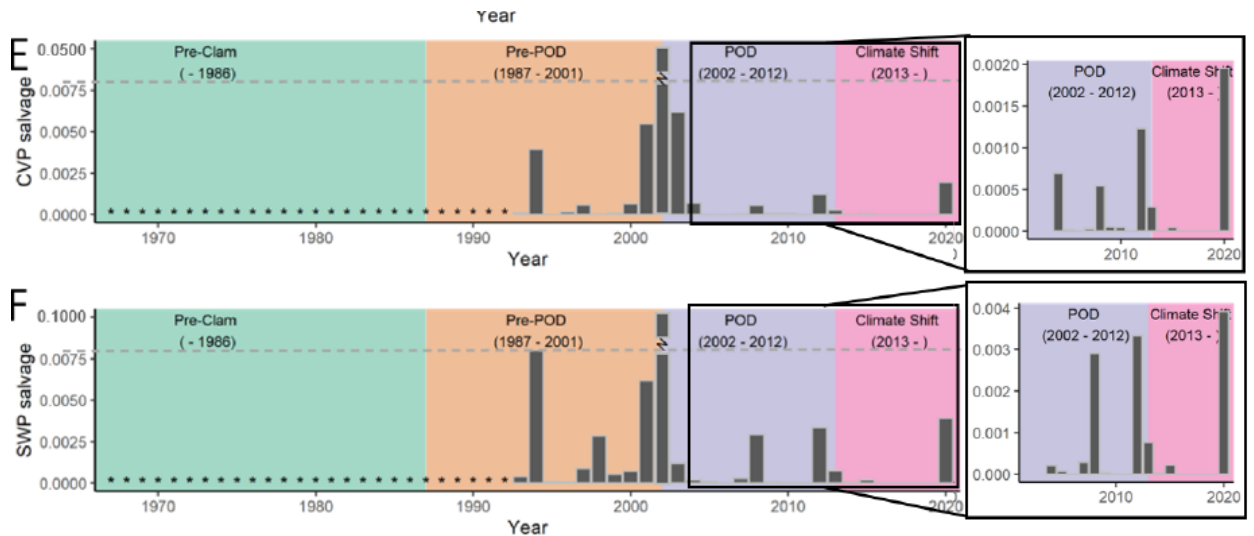 Year
E
CVP salvage
Pre-Clam
( - 1986)
Pre-POD
(1987 - 2001)
POD
(2002 - 2012)
Climate Shift
(2013 - )
0.0500
0.0075
0.0050
0.0025
0.0000
1970
1980
1990
2000
2010
2020
Year
POD
(2002 - 2012)
Climate Shift
(2013 - )
0.0020
0.0015
0.0010
0.0005
0.0000
2010
2020
F
SWP salvage
Pre-Clam
( - 1986)
Pre-POD
(1987 - 2001)
POD
(2002 - 2012)
Climate Shift
(2013 - )
0.1000
0.0075
0.0050
0.0025
0.0000
1970
1980
1990
2000
2010
2020
Year
POD
(2002 - 2012)
Climate Shift
(2013 - )
0.004
0.003
0.002
0.001
0.000
2010
2020